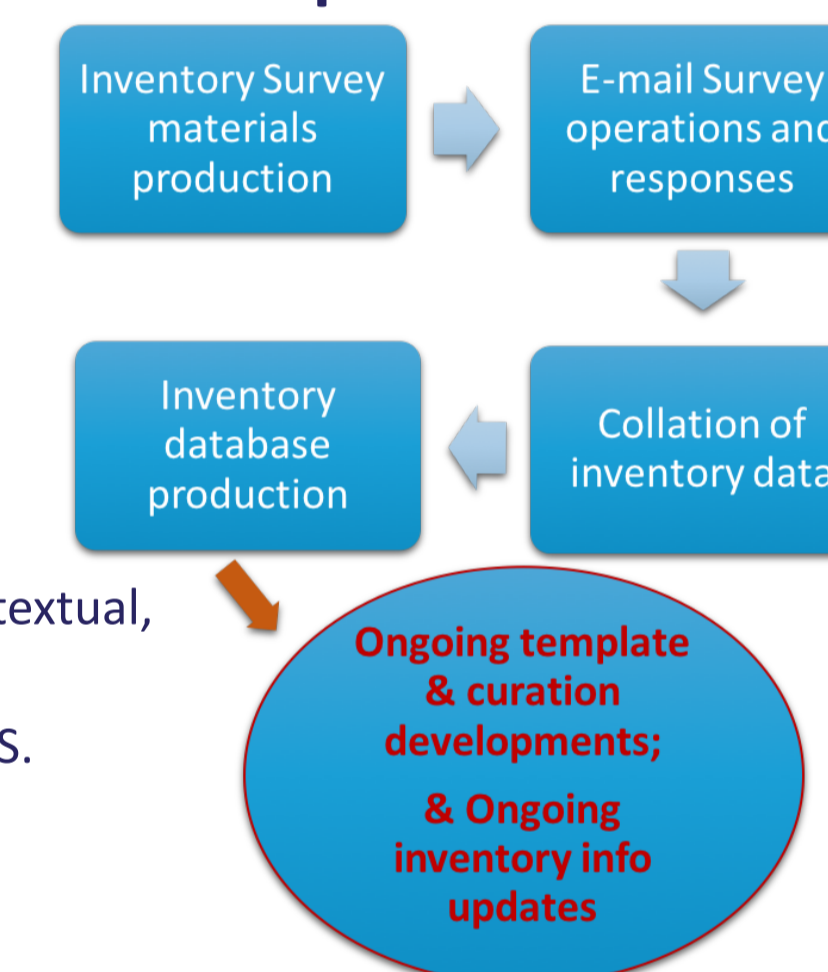 Inventory Survey
materials
production
E-mail Survey
operations and
responses
Collation of
inventory data
Inventory
database
production
textual,
S.
Ongoing template
& curation
developments;
& Ongoing
inventory info
updates